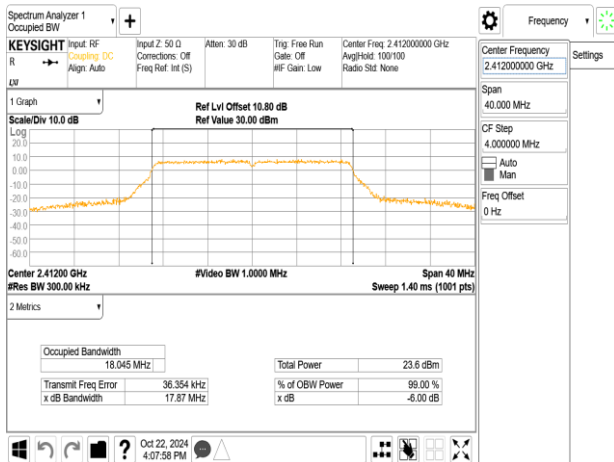 Spectrum Analyzer 1
Occupied BW
Frequency
KEYSIGHT
R
Input: RF
Coupling: DC
Align: Auto
Input Z: 50 Ω
Corrections: Off
Freq Ref: Int (S)
Atten: 30 dB
Trig: Free Run
Gate: Off
#IF Gain: Low
Center Freq: 2.412000000 GHz
Avg|Hold: 100/100
Radio Std: None
Center Frequency
2.412000000 GHz
Settings
Span
40.000 MHz
CF Step
4.000000 MHz
Auto
Man
Freq Offset
0 Hz
1 Graph
Scale/Div 10.0 dB
Ref Lvl Offset 10.80 dB
Ref Value 30.00 dBm
Log
20.0
10.0
0.00
-10.0
-20.0
-30.0
-40.0
-50.0
-60.0
Center 2.41200 GHz
#Video BW 1.0000 MHz
Span 40 MHz
#Res BW 300.00 kHz
Sweep 1.40 ms (1001 pts)
2 Metrics
Occupied Bandwidth
18.045 MHz
Total Power 23.6 dBm
Transmit Freq Error 36.354 kHz
% of OBW Power 99.00 %
x dB Bandwidth 17.87 MHz
x dB -6.00 dB
?
Oct 22, 2024
4:07:58 PM